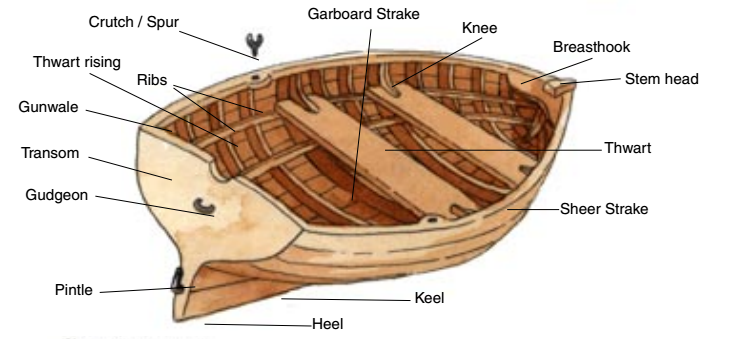 Garboard Strake
Crutch / Spur
Knee
Breasthook
Thwart rising
Ribs
Stem head
Gunwale
Transom
Thwart
Gudgeon
Sheer Strake
Pintle
Keel
Heel